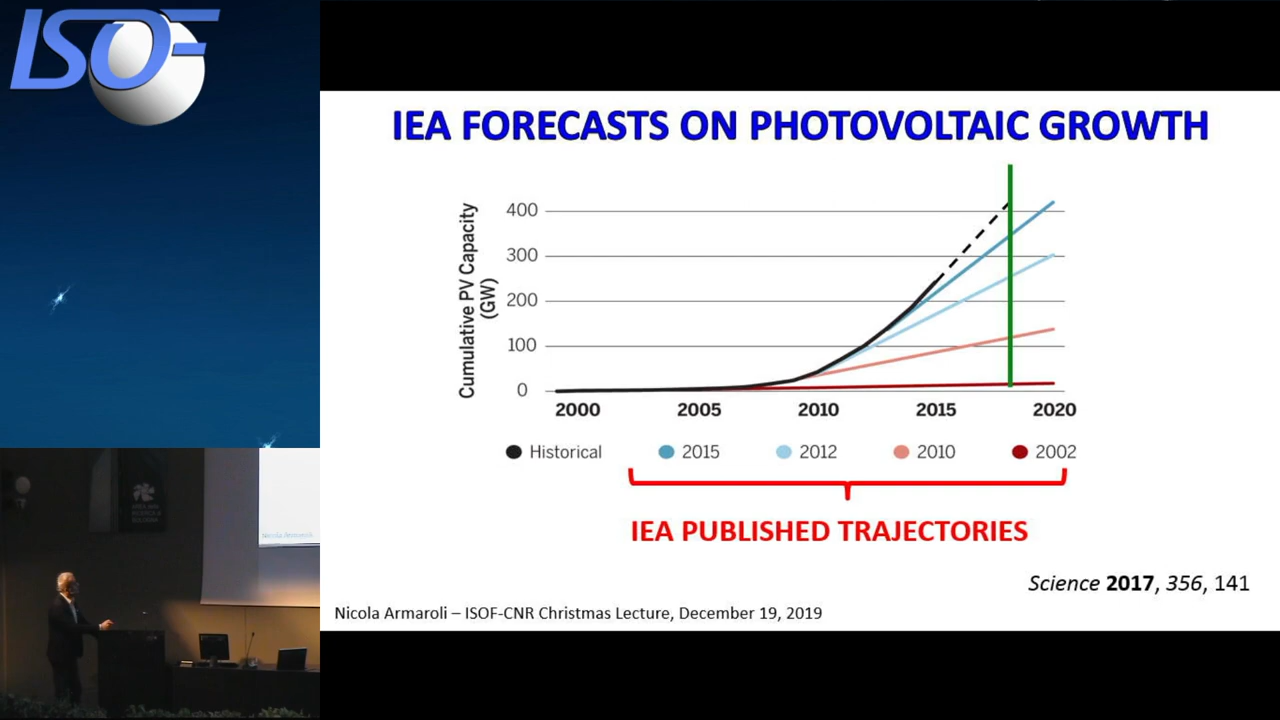 ISOF
IEA FORECASTS ON PHOTOVOLTAIC GROWTH
Cumulative PV Capacity
(GW)
400
300
200
100
0
2000 2005 2010 2015 2020
Historical 2015 2012 2010 2002
IEA PUBLISHED TRAJECTORIES
Science 2017, 356, 141
Nicola Armaroli – ISOF-CNR Christmas Lecture, December 19, 2019